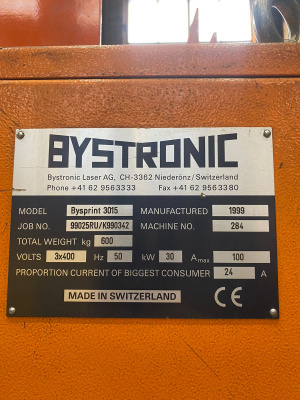 BYSTRONIC
Bystronic Laser AG, CH-3362 Niederönz/Switzerland
Phone +41 62 9563333 Fax +41 62 9563380
MODEL Bysprint 3015 MANUFACTURED 1999
JOB NO. 99025RU/K990342 MACHINE NO. 284
TOTAL WEIGHT kg 600
VOLTS 3x400 Hz 50 kW 30 Amax 100
PROPORTION CURRENT OF BIGGEST CONSUMER 24 A
MADE IN SWITZERLAND CE